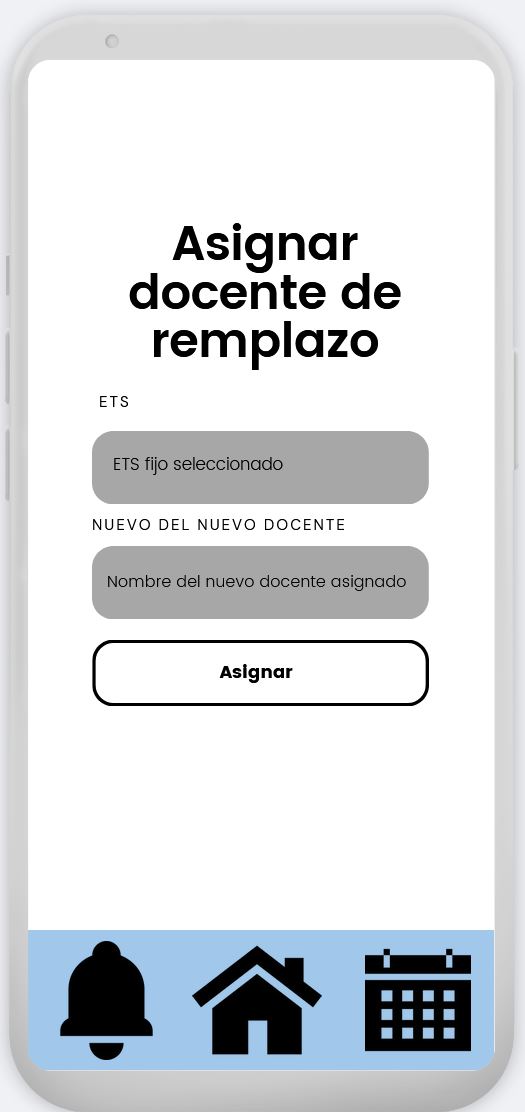 Asignar
docente de
remplazo
ETS
ETS fijo seleccionado
NUEVO DEL NUEVO DOCENTE
Nombre del nuevo docente asignado
Asignar